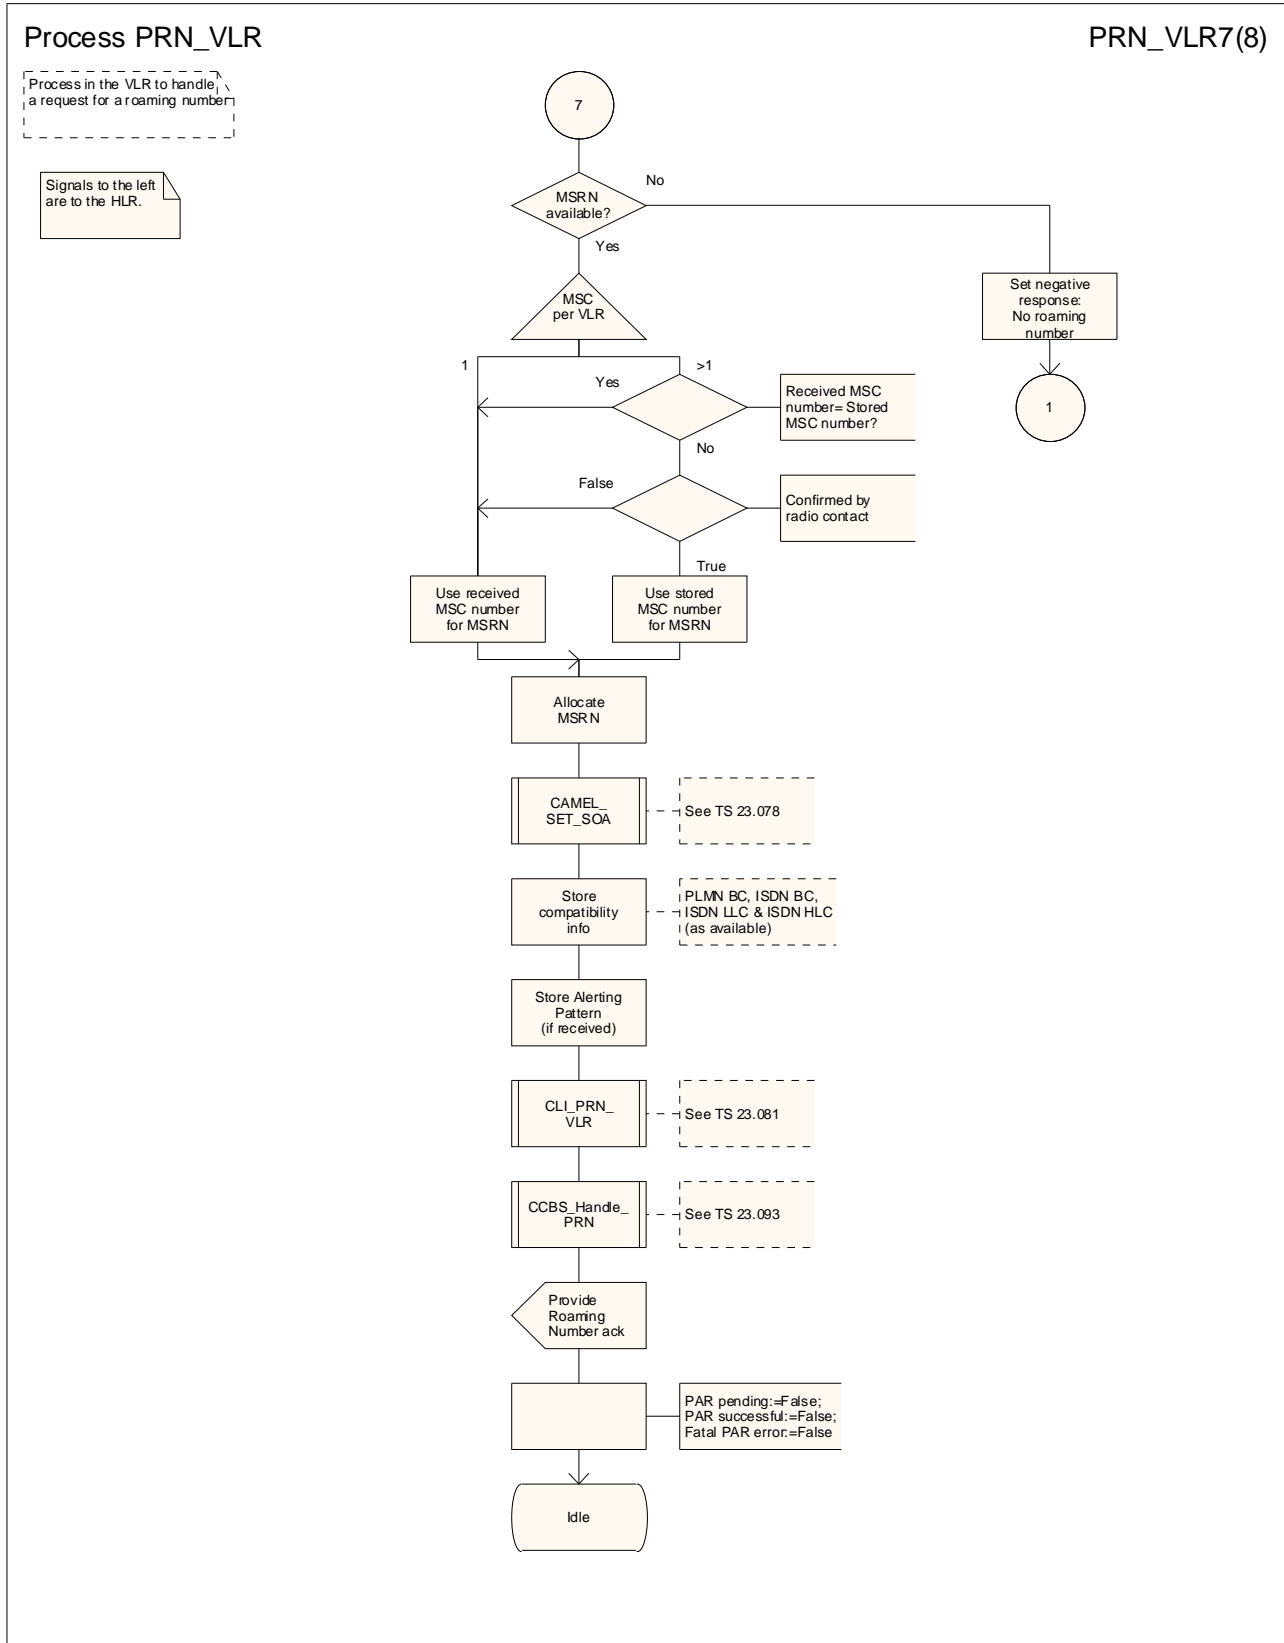 Process PRN_VLR
PRN_VLR7(8)
Process in the VLR to handle
a request for a roaming number
Signals to the left
are to the HLR.
7
MSRN
available?
No
Yes
MSC
per VLR
Set negative
response:
No roaming
number
1
1
>1
Yes
Received MSC
number= Stored
MSC number?
No
False
Confirmed by
radio contact
True
Use received
MSC number
for MSRN
Use stored
MSC number
for MSRN
Allocate
MSRN
CAMEL_
SET_SOA
See TS 23.078
Store
compatibility
info
PLMN BC, ISDN BC,
ISDN LLC & ISDN HLC
(as available)
Store Alerting
Pattern
(if received)
CLI_PRN_
VLR
See TS 23.081
CCBS_Handle_
PRN
See TS 23.093
Provide
Roaming
Number ack
PAR pending:=False;
PAR successful:=False;
Fatal PAR error:=False
Idle